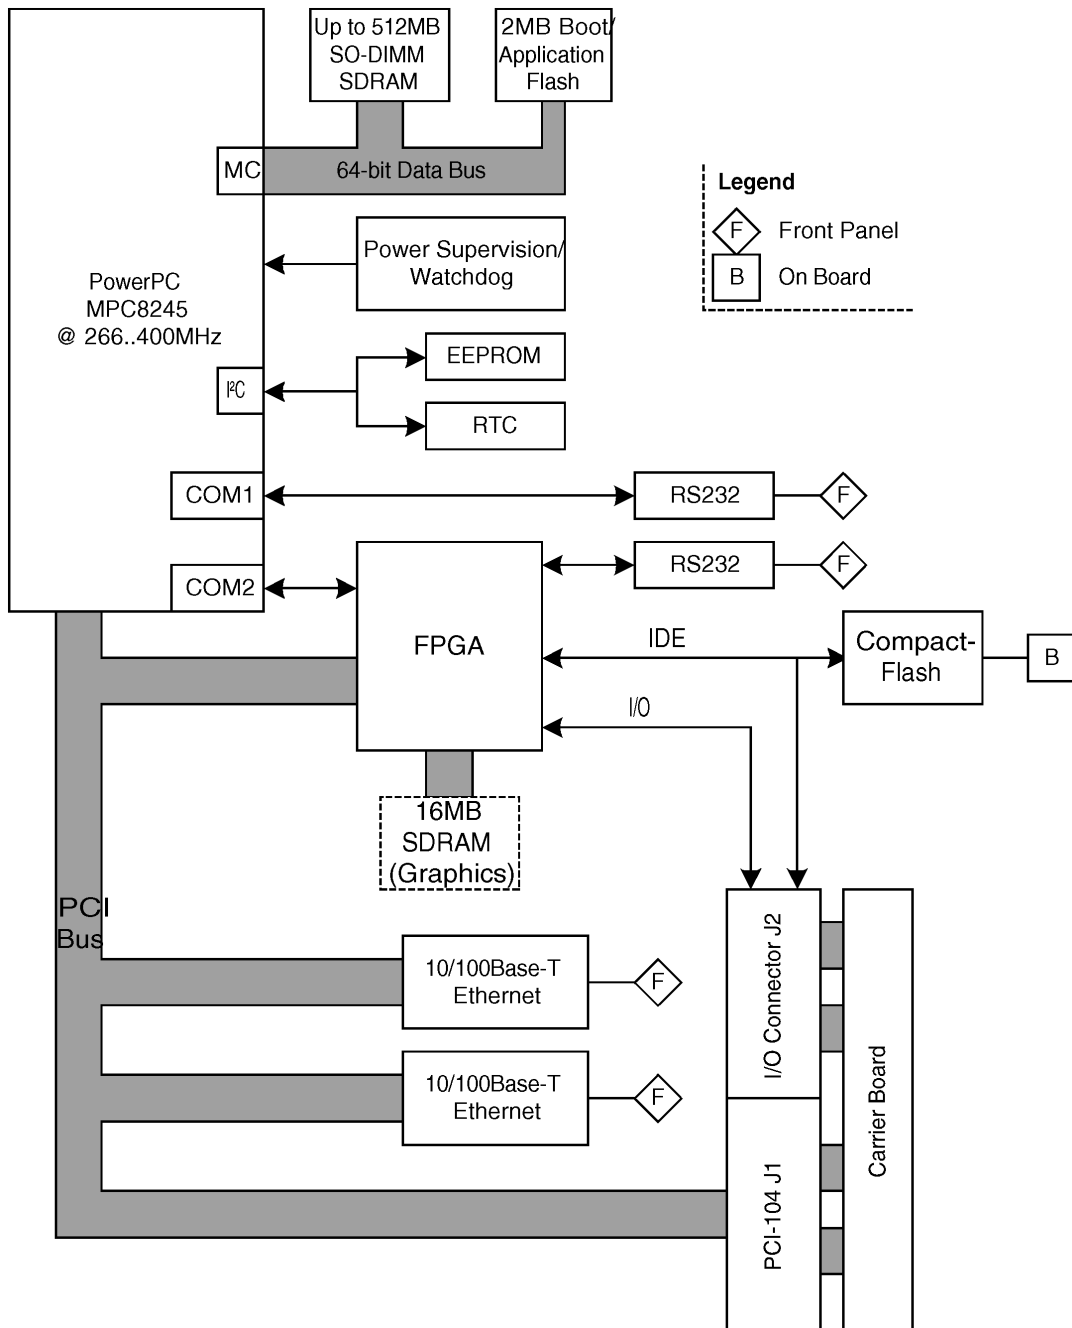 Up to 512MB
SO-DIMM
SDRAM
2MB Boot/
Application
Flash
MC
64-bit Data Bus
Legend
F
Front Panel
B
On Board
Power Supervision/
Watchdog
PowerPC
MPC8245
@ 266..400MHz
EEPROM
I²C
RTC
COM1
RS232
F
RS232
F
COM2
FPGA
IDE
Compact-
Flash
B
I/O
16MB
SDRAM
(Graphics)
PCI
Bus
10/100Base-T
Ethernet
F
10/100Base-T
Ethernet
F
I/O Connector J2
PCI-104 J1
Carrier Board